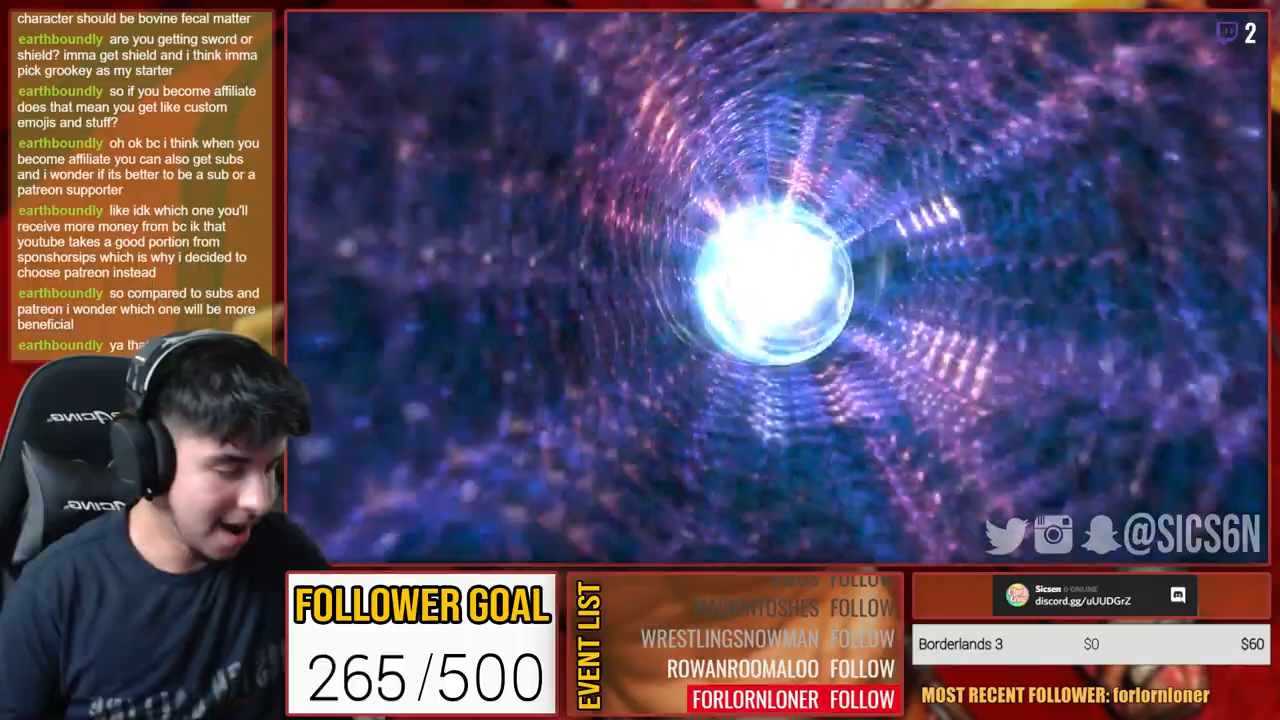 character should be bovine fecal matter
earthboundly are you getting sword or
shield? imma get shield and i think imma
pick grookey as my starter
earthboundly so if you become affiliate
does that mean you get like custom
emojis and stuff?
earthboundly oh ok bc i think when you
become affiliate you can also get subs
and i wonder if its better to be a sub or a
patreon supporter
earthboundly like idk which one you'll
receive more money from bc ik that
youtube takes a good portion from
sponshorsips which is why i decided to
choose patreon instead
earthboundly so compared to subs and
patreon i wonder which one will be more
beneficial
earthboundly ya
2
@SICS6N
FOLLOWER GOAL
265/500
EVENT LIST
FOLLOW
MACKINTOSHES FOLLOW
WRESTLINGSNOWMAN FOLLOW
ROWANROOMALOO FOLLOW
FORLORNLONER FOLLOW
Sicsen 0 ONLINE
discord.gg/uUUDGrZ
Borderlands 3 $0 $60
MOST RECENT FOLLOWER: forlornloner